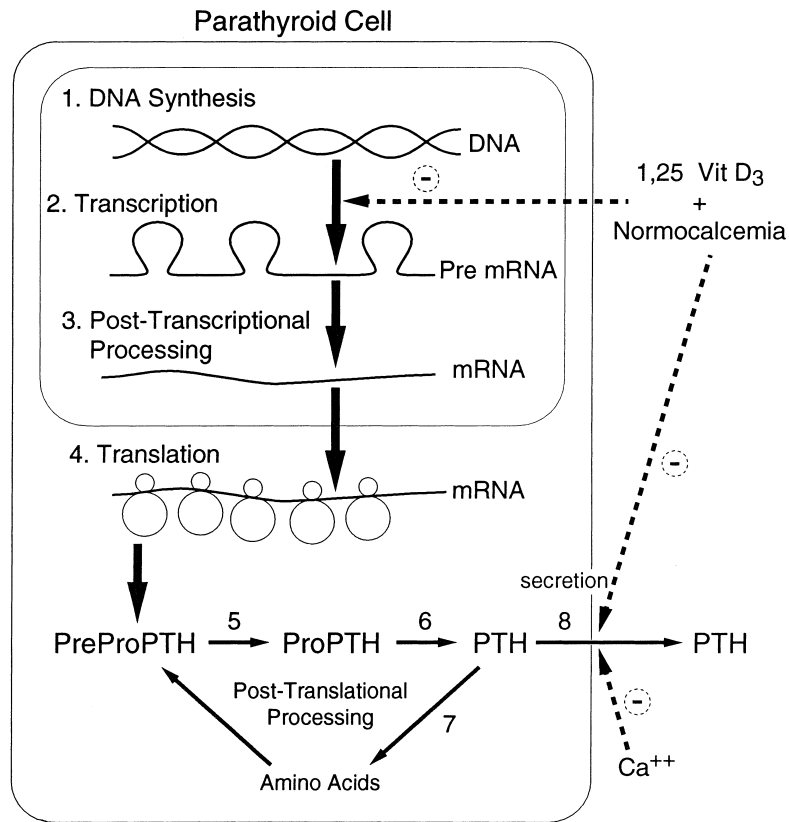 Parathyroid Cell
1. DNA Synthesis
DNA
-
1,25 Vit D3
+
Normocalcemia
2. Transcription
Pre mRNA
3. Post-Transcriptional
Processing
mRNA
4. Translation
mRNA
-
secretion
PreProPTH
5
ProPTH
6
PTH
8
PTH
Post-Translational
Processing
7
-
Amino Acids
Ca++